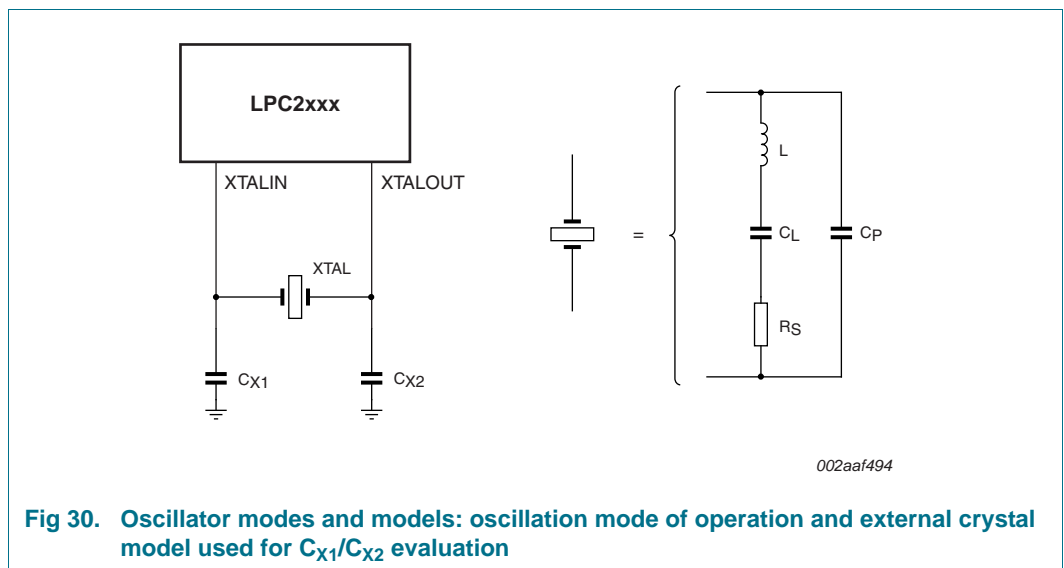 LPC2xxx
XTALIN XTALOUT
XTAL
CX1 CX2
=
L
CL CP
RS
002aaf494
Fig 30. Oscillator modes and models: oscillation mode of operation and external crystal
model used for CX1/CX2 evaluation